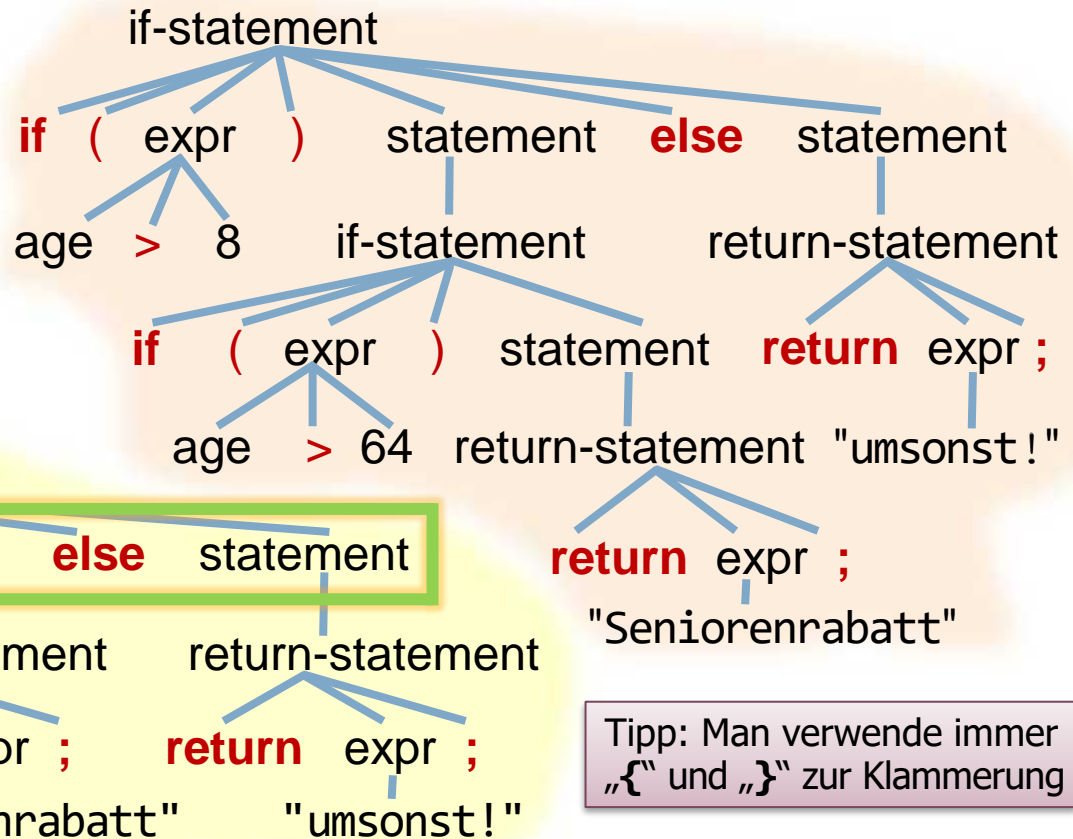 if-statement
if ( expr ) statement else statement
age > 8 if-statement return-statement
if ( expr ) statement return expr ;
age > 64 return-statement "umsonst!"
else statement
return expr ;
"Seniorenrabatt"
ment return-statement
or ; return expr ;
nrabatt" "umsonst!"
Tipp: Man verwende immer
„{“ und „}“ zur Klammerung